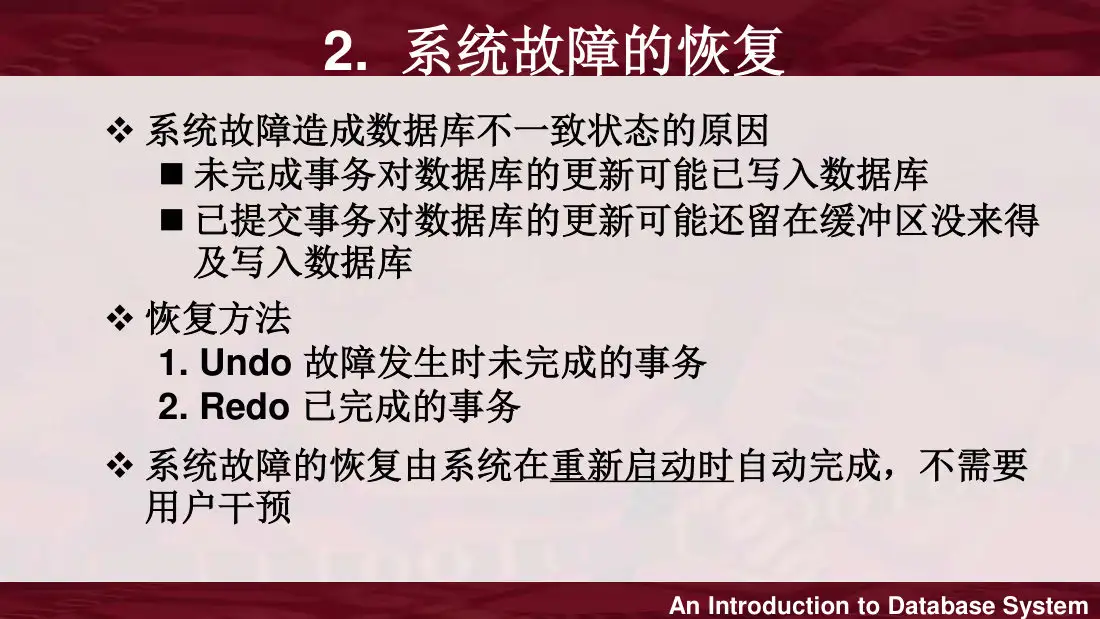 2. 系统故障的恢复
❖ 系统故障造成数据库不一致状态的原因
■ 未完成事务对数据库的更新可能已写入数据库
■ 已提交事务对数据库的更新可能还留在缓冲区没来得
及写入数据库
❖ 恢复方法
1. Undo 故障发生时未完成的事务
2. Redo 已完成的事务
❖ 系统故障的恢复由系统在重新启动时自动完成，不需要
用户干预
An Introduction to Database System